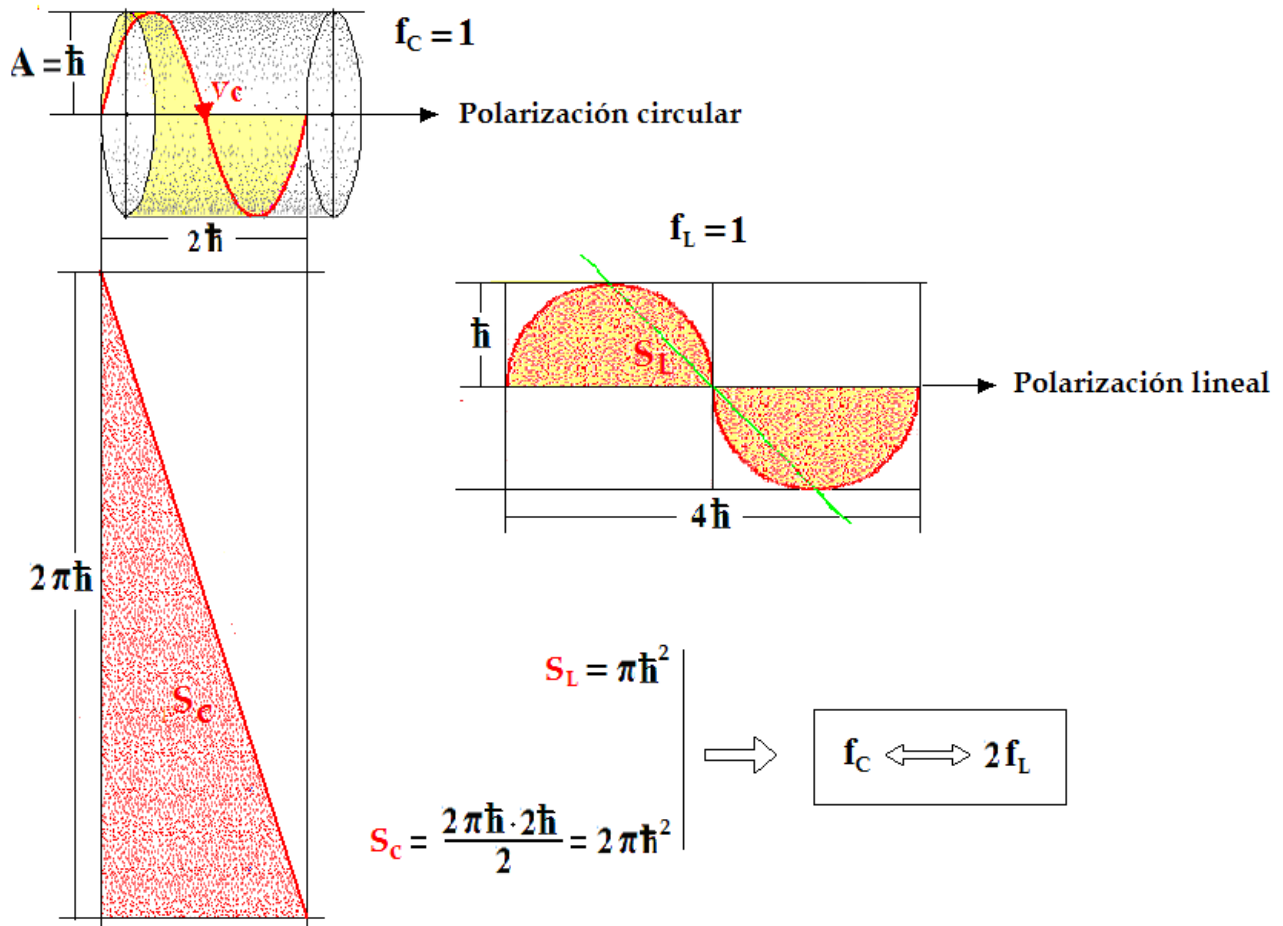 A = ħ
f_C = 1
v_C
Polarización circular
2ħ
f_L = 1
ħ
S_L
Polarización lineal
4ħ
2πħ
S_C
S_L = πħ²
f_C ⟺ 2f_L
S_C = 2πħ · 2ħ / 2 = 2πħ²